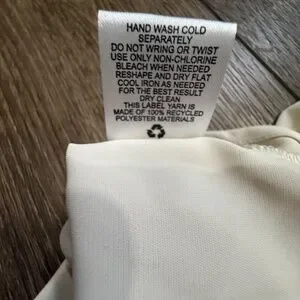 HAND WASH COLD
SEPARATELY
DO NOT WRING OR TWIST
USE ONLY NON-CHLORINE
BLEACH WHEN NEEDED
RESHAPE AND DRY FLAT
COOL IRON AS NEEDED
FOR THE BEST RESULT
DRY CLEAN
THIS LABEL YARN IS
MADE OF 100% RECYCLED
POLYESTER MATERIALS